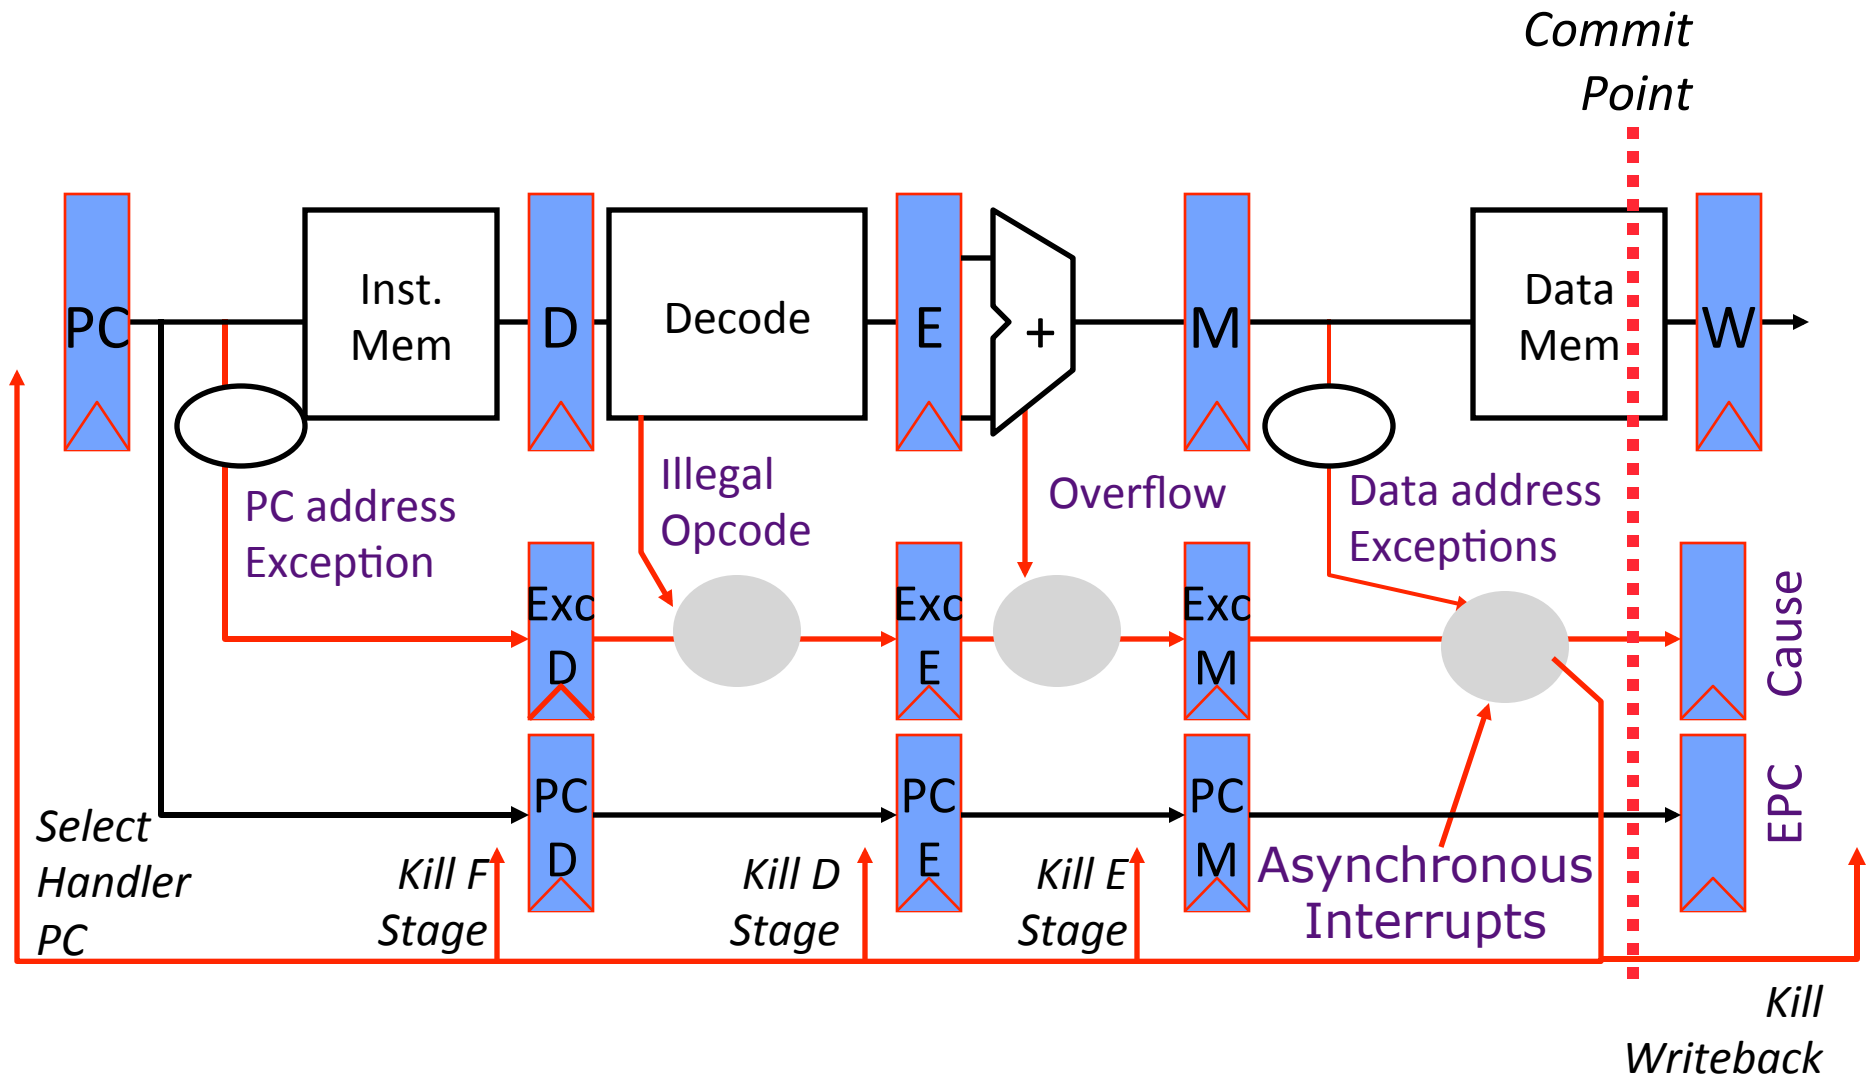 Commit
Point
PC
Inst.
Mem
D
Decode
E
+
M
Data
Mem
W
PC address
Exception
Illegal
Opcode
Overflow
Data address
Exceptions
Exc
D
Exc
E
Exc
M
Cause
PC
D
PC
E
PC
M
EPC
Select
Handler
PC
Kill F
Stage
Kill D
Stage
Kill E
Stage
Asynchronous
Interrupts
Kill
Writeback